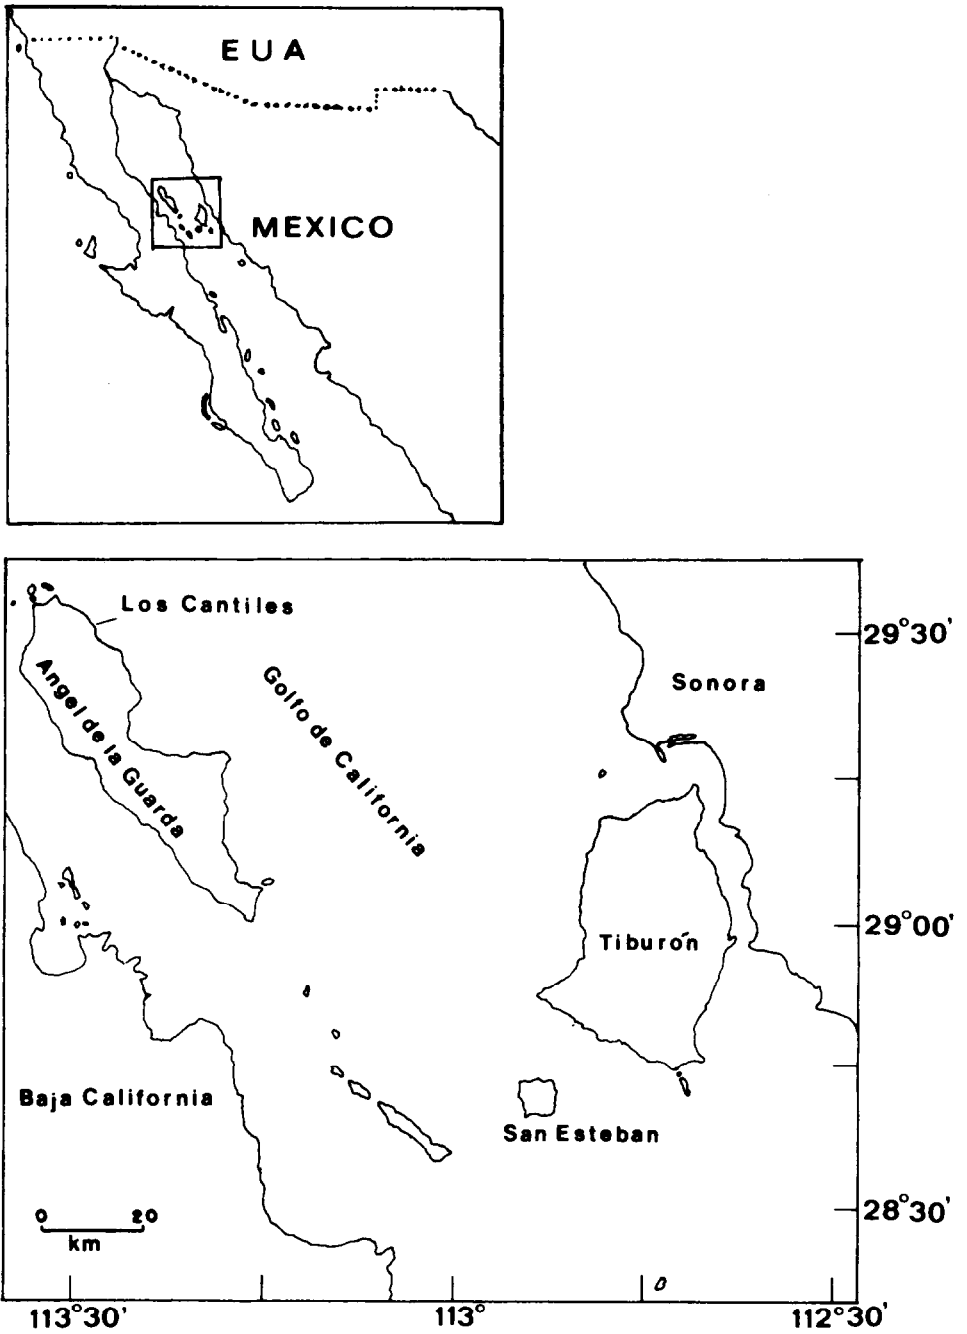 EUA
MEXICO
Los Cantiles
29°30'
Sonora
Angel de la Guarda
Golfo de California
29°00'
Tiburón
Baja California
San Esteban
0 20
km
28°30'
113°30'
113°
112°30'